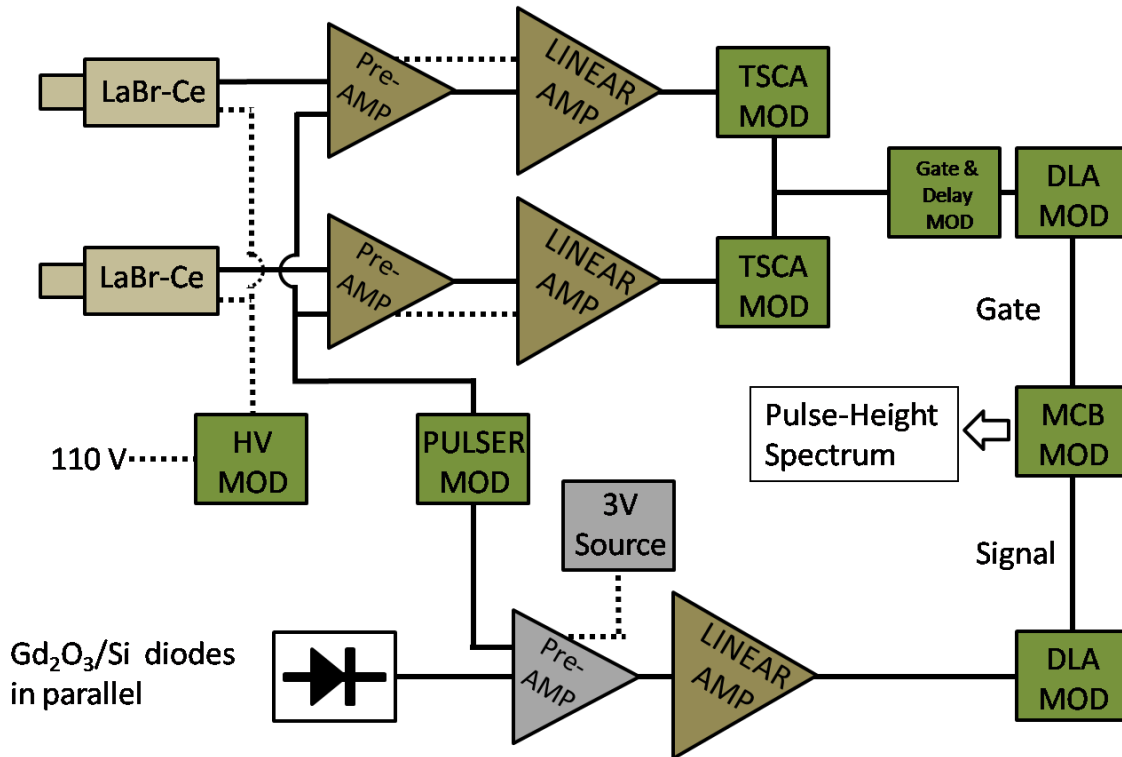 LaBr-Ce
Pre-
AMP
LINEAR
AMP
TSCA
MOD
Gate &
Delay
MOD
DLA
MOD
LaBr-Ce
Pre-
AMP
LINEAR
AMP
TSCA
MOD
Gate
110 V
HV
MOD
PULSER
MOD
Pulse-Height
Spectrum
MCB
MOD
3V
Source
Signal
Gd₂O₃/Si diodes
in parallel
Pre-
AMP
LINEAR
AMP
DLA
MOD